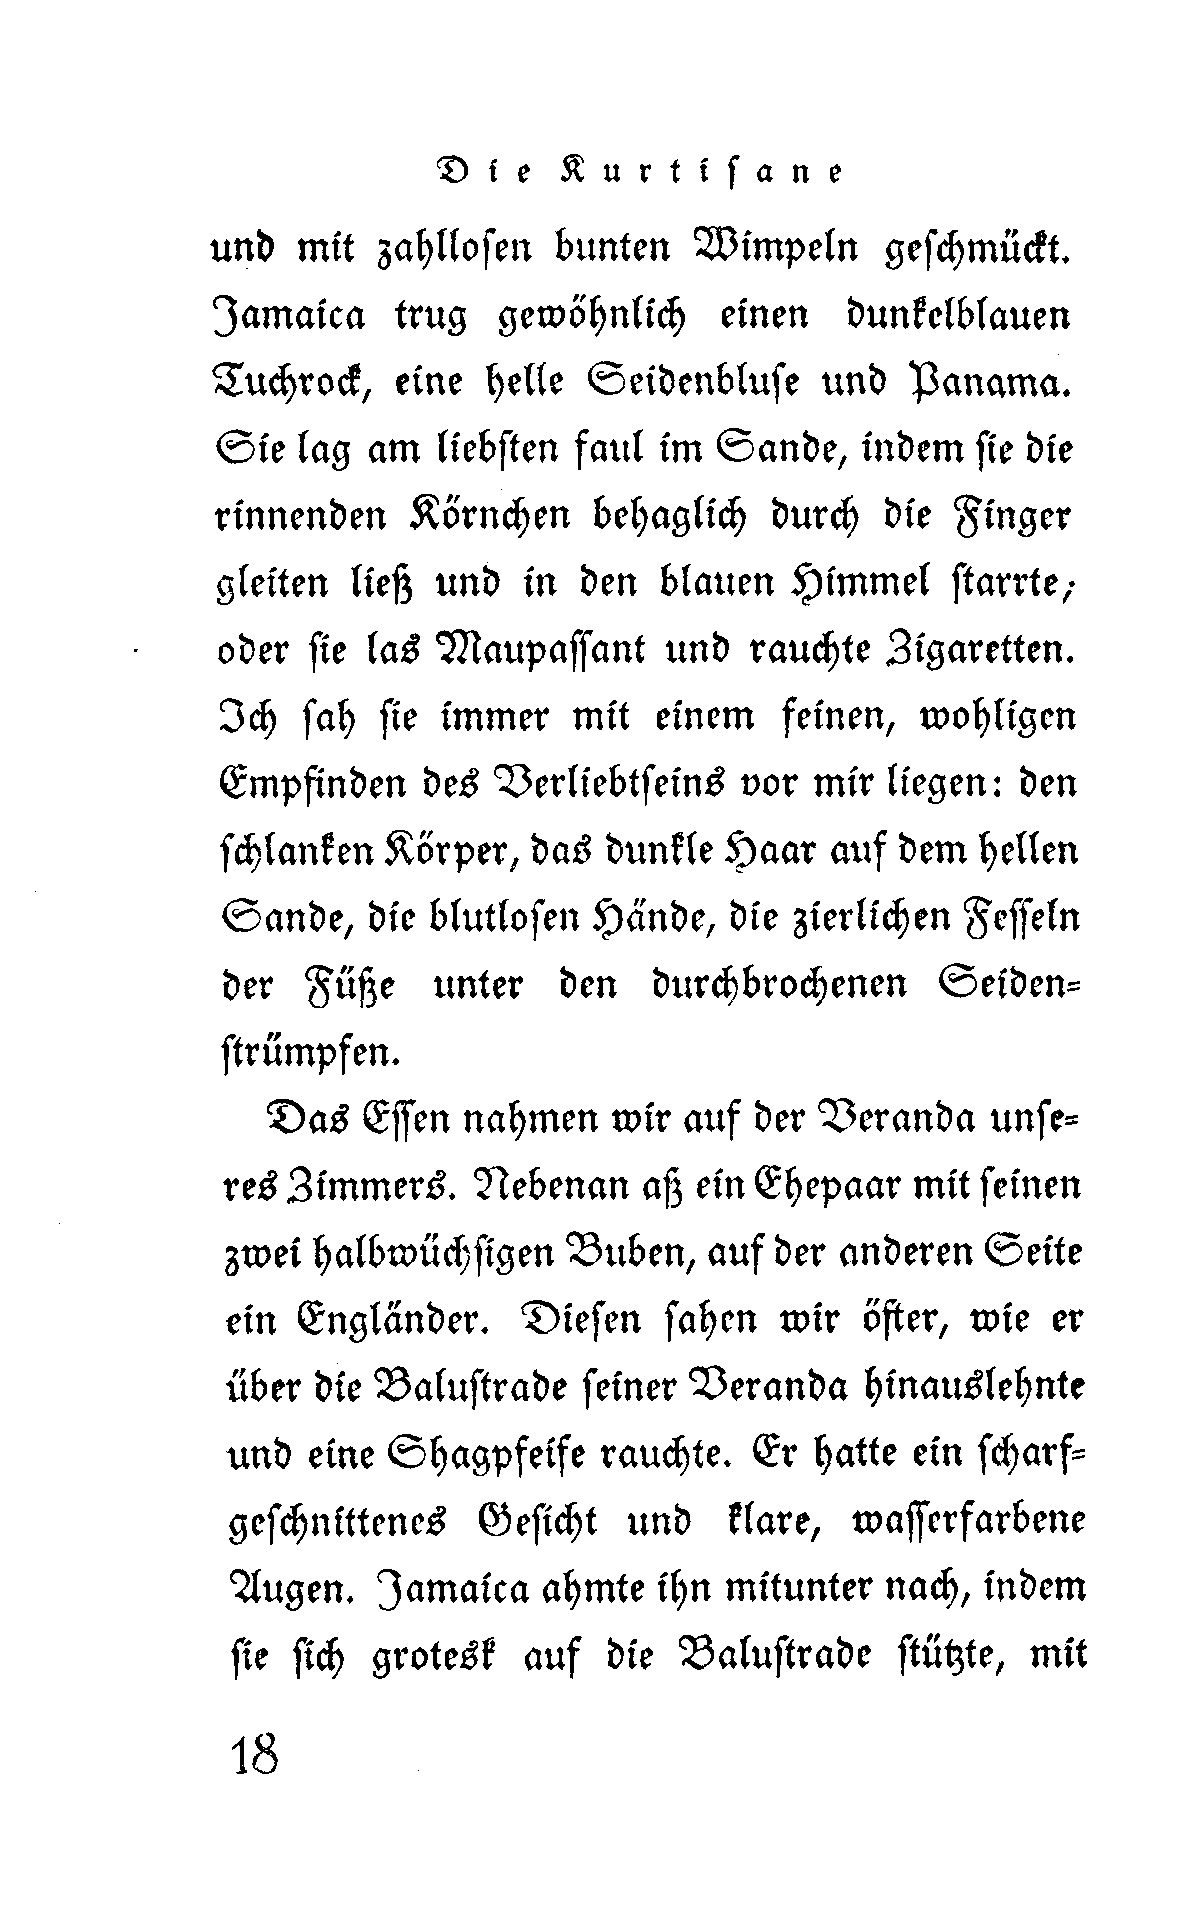 Die Kurtisane
und mit zahllosen bunten Wimpeln geschmückt.
Jamaica trug gewöhnlich einen dunkelblauen
Tuchrock, eine helle Seidenbluse und Panama.
Sie lag am liebsten faul im Sande, indem sie die
rinnenden Körnchen behaglich durch die Finger
gleiten ließ und in den blauen Himmel starrte;
oder sie las Maupassant und rauchte Zigaretten.
Ich sah sie immer mit einem feinen, wohligen
Empfinden des Verliebtseins vor mir liegen: den
schlanken Körper, das dunkle Haar auf dem hellen
Sande, die blutlosen Hände, die zierlichen Fesseln
der Füße unter den durchbrochenen Seiden-
strümpfen.
Das Essen nahmen wir auf der Veranda unse-
res Zimmers. Nebenan aß ein Ehepaar mit seinen
zwei halbwüchsigen Buben, auf der anderen Seite
ein Engländer. Diesen sahen wir öfter, wie er
über die Balustrade seiner Veranda hinauslehnte
und eine Shagpfeife rauchte. Er hatte ein scharf-
geschnittenes Gesicht und klare, wasserfarbene
Augen. Jamaica ahmte ihn mitunter nach, indem
sie sich grotesk auf die Balustrade stützte, mit
18